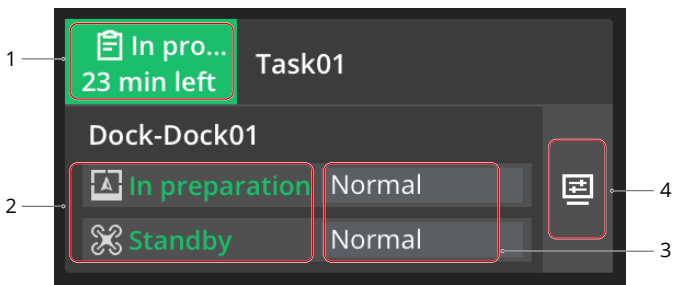 1
In pro...
23 min left
Task01
Dock-Dock01
2
In preparation
Normal
Standby
Normal
3
4